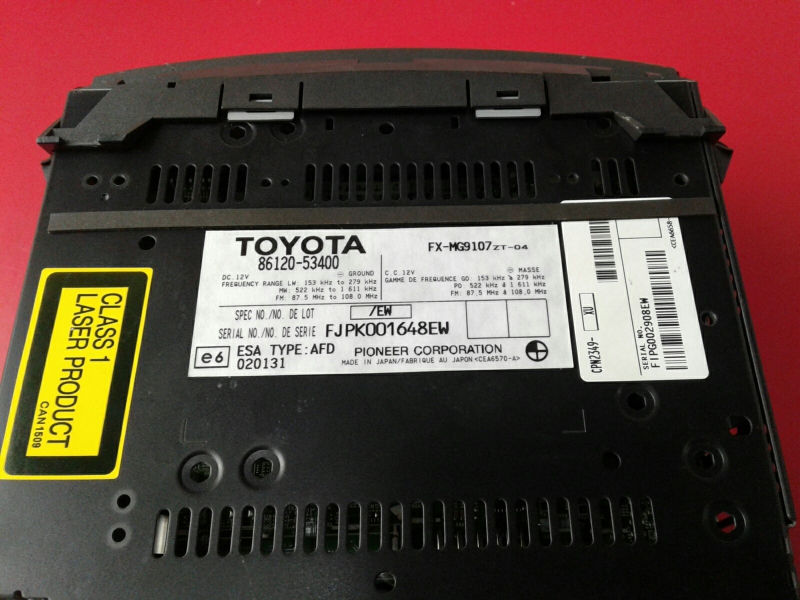 TOYOTA
86120-53400
FX-MG9107ZT-04
DC.12V ⊖ GROUND
FREQUENCY RANGE LW: 153 kHz to 279 kHz
MW: 522 kHz to 1 611 kHz
FM: 87.5 MHz to 108.0 MHz
C.C.12V ⊖ MASSE
GAMME DE FREQUENCE GO: 153 kHz à 279 kHz
PO: 522 kHz à 1 611 kHz
FM: 87.5 MHz à 108.0 MHz
SPEC NO./NO. DE LOT /EW
SERIAL NO./NO. DE SERIE FJPK001648EW
e6 ESA TYPE:AFD
020131
PIONEER CORPORATION
MADE IN JAPAN/FABRIQUE AU JAPON <CEA6570-A>
CLASS 1
LASER PRODUCT
CAN1509
CPN2349- XU
SERIAL NO.
FIPG002908EW